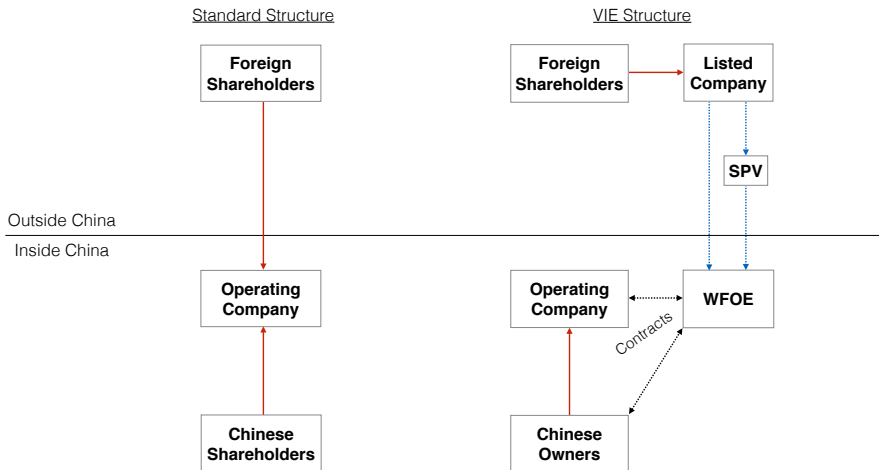 Standard Structure
VIE Structure
Foreign
Shareholders
Foreign
Shareholders
Listed
Company
SPV
Outside China
Inside China
Operating
Company
Operating
Company
WFOE
Contracts
Chinese
Shareholders
Chinese
Owners